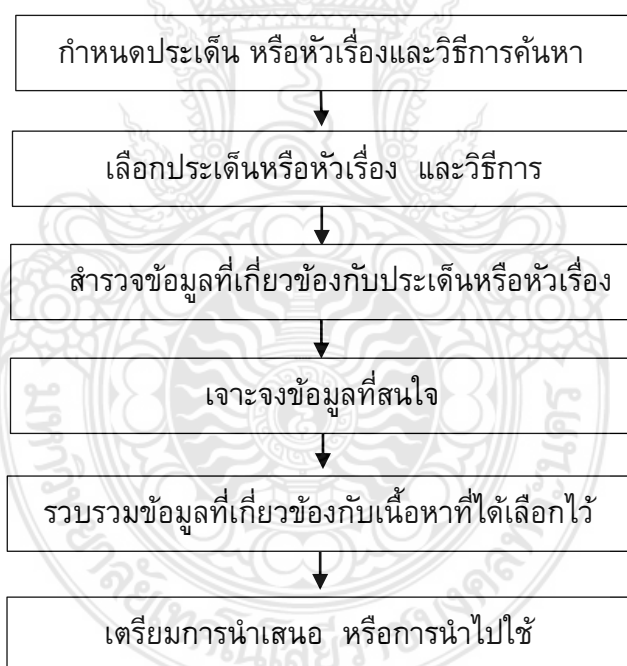 กำหนดประเด็น หรือหัวเรื่องและวิธีการค้นหา
เลือกประเด็นหรือหัวเรื่อง และวิธีการ
สำรวจข้อมูลที่เกี่ยวข้องกับประเด็นหรือหัวเรื่อง
เจาะจงข้อมูลที่สนใจ
รวบรวมข้อมูลที่เกี่ยวข้องกับเนื้อหาที่ได้เลือกไว้
เตรียมการนำเสนอ หรือการนำไปใช้